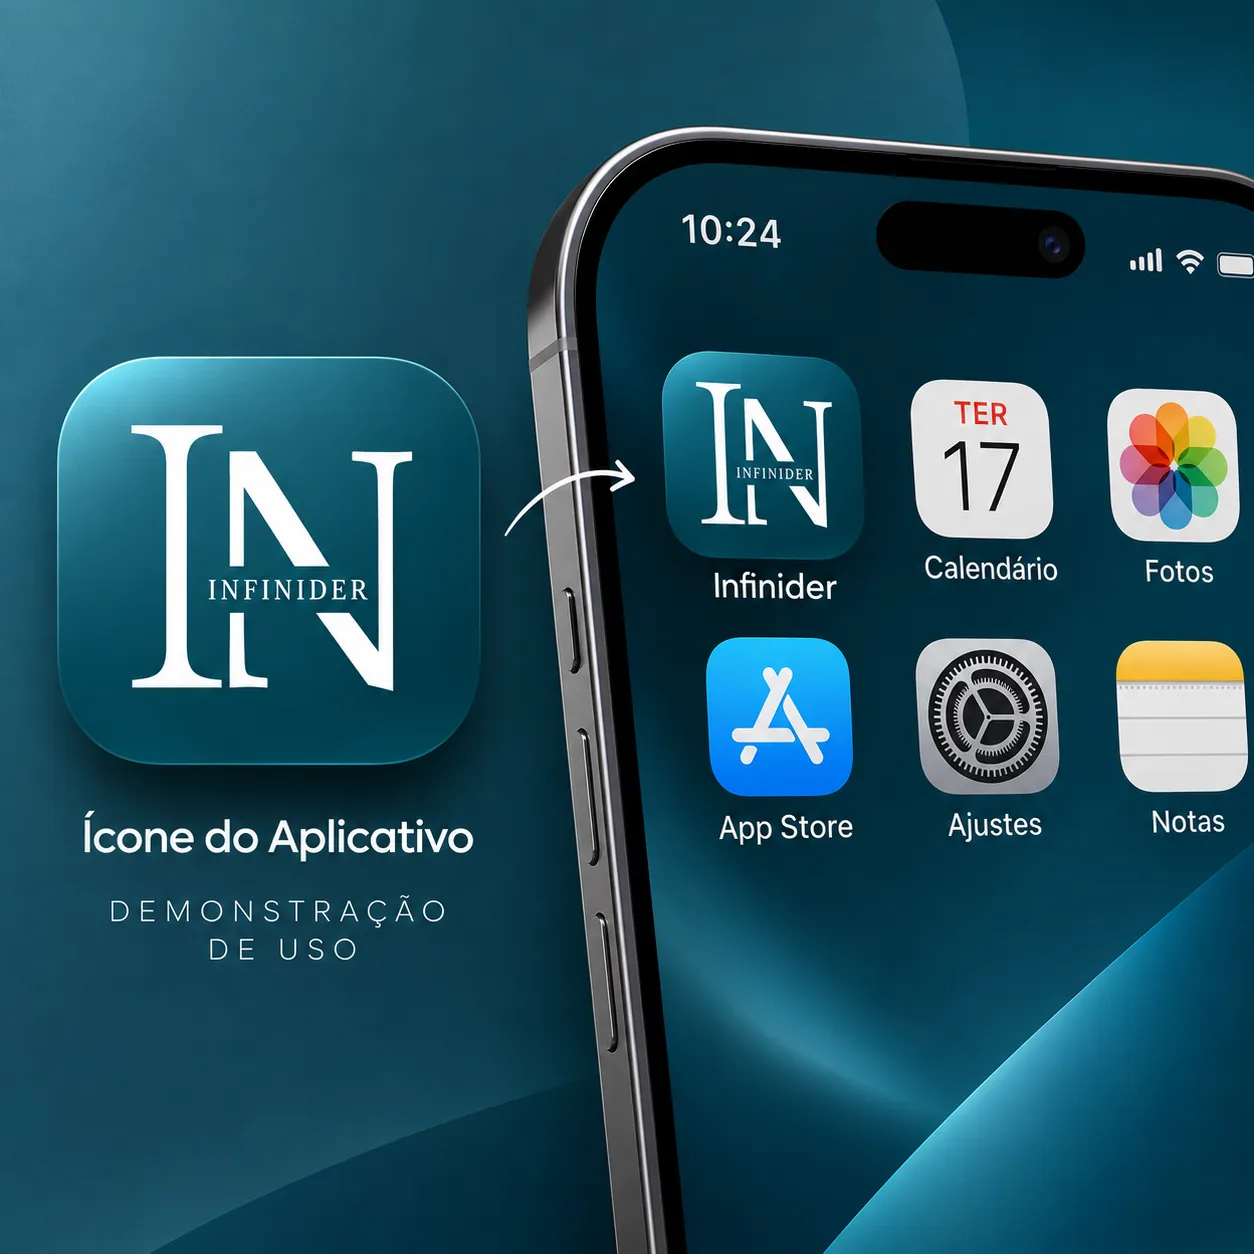 IN
INFINIDER
Ícone do Aplicativo
DEMONSTRAÇÃO
DE USO
10:24
IN
INFINIDER
Infinider
TER
17
Calendário
Fotos
App Store
Ajustes
Notas